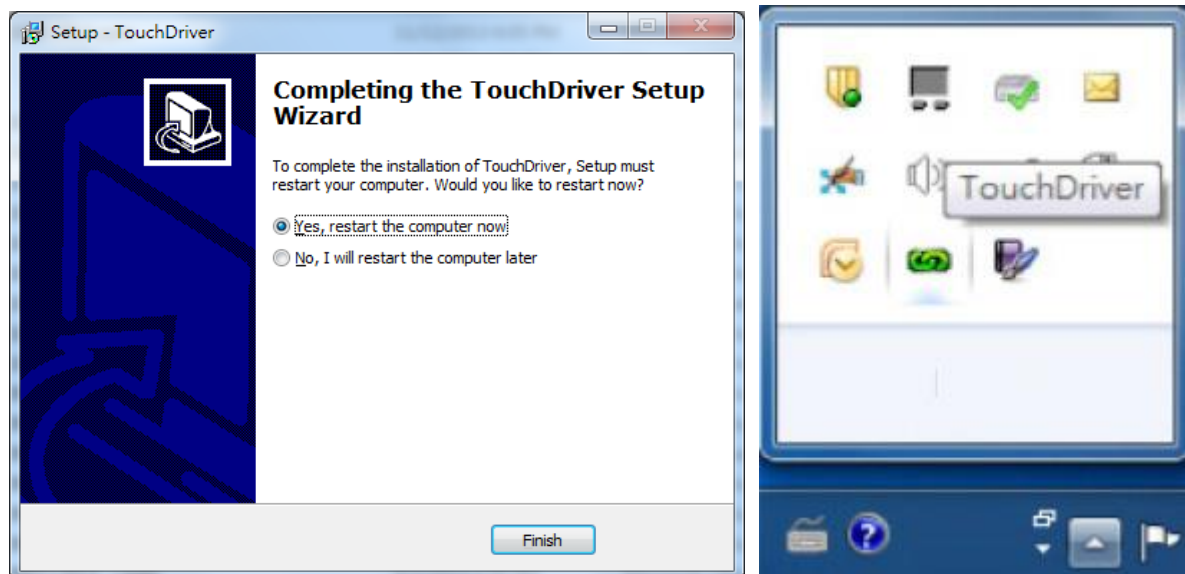 Setup - TouchDriver
Completing the TouchDriver Setup
Wizard
To complete the installation of TouchDriver, Setup must
restart your computer. Would you like to restart now?
Yes, restart the computer now
No, I will restart the computer later
Finish
TouchDriver